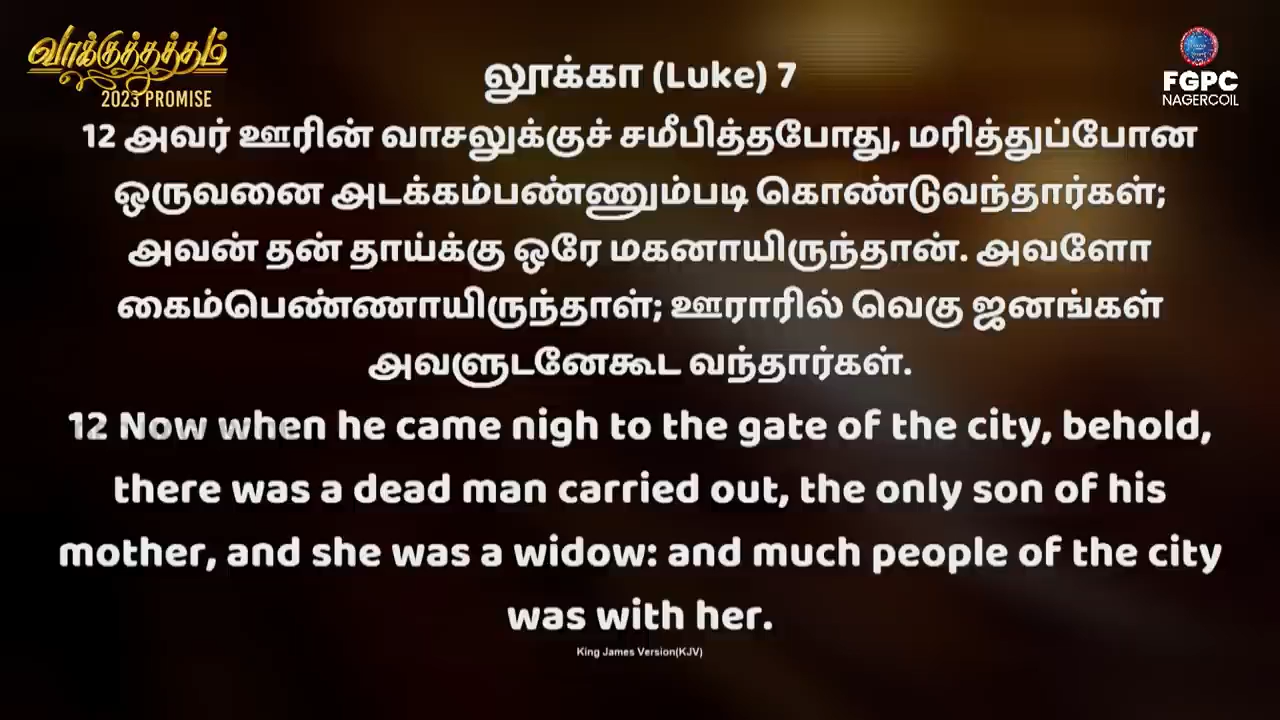 வாக்குத்தத்தம்
2023 PROMISE
FGPC
NAGERCOIL
லூக்கா (Luke) 7
12 அவர் ஊரின் வாசலுக்குச் சமீபித்தபோது, மரித்துப்போன
ஒருவனை அடக்கம்பண்ணும்படி கொண்டுவந்தார்கள்;
அவன் தன் தாய்க்கு ஒரே மகனாயிருந்தான். அவளோ
கைம்பெண்ணாயிருந்தாள்; ஊராரில் வெகு ஜனங்கள்
அவளுடனேகூட வந்தார்கள்.
12 Now when he came nigh to the gate of the city, behold,
there was a dead man carried out, the only son of his
mother, and she was a widow: and much people of the city
was with her.
King James Version(KJV)